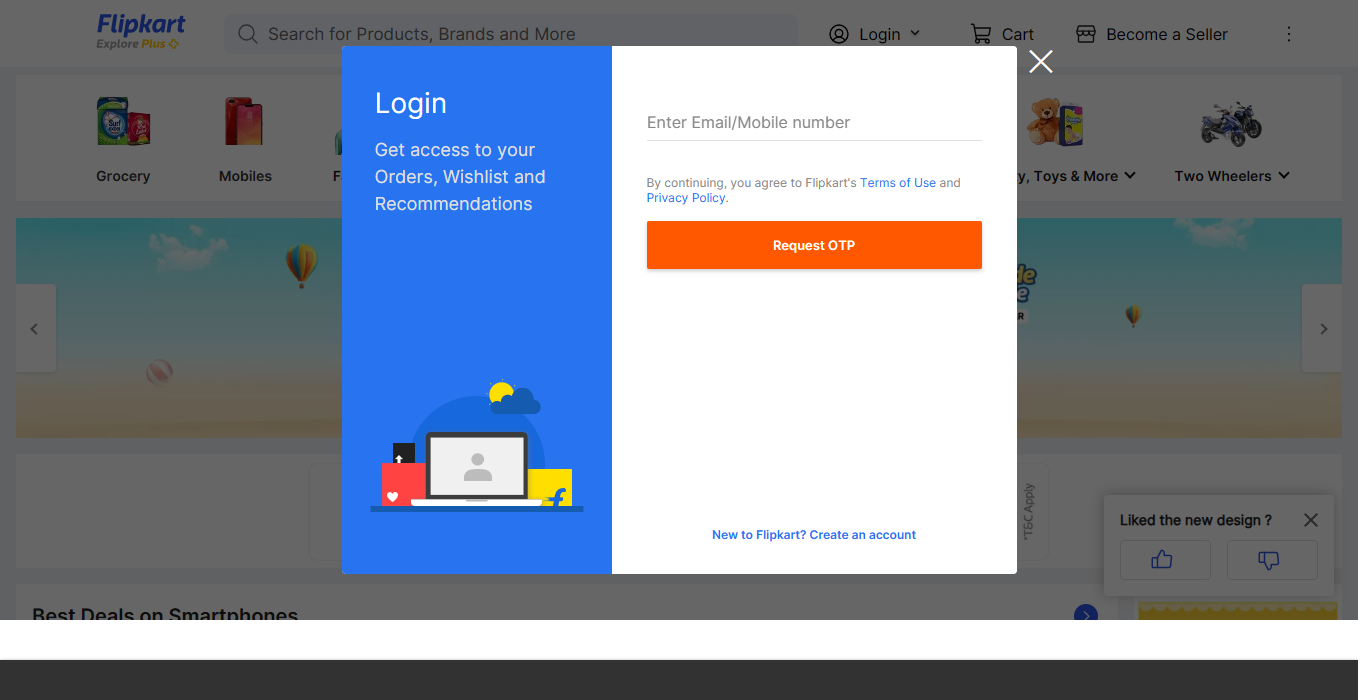 Flipkart
Explore Plus
Search for Products, Brands and More
Login
Cart
Become a Seller
Login
Get access to your
Orders, Wishlist and
Recommendations
Enter Email/Mobile number
By continuing, you agree to Flipkart's Terms of Use and
Privacy Policy.
Request OTP
New to Flipkart? Create an account
Grocery
Mobiles
y, Toys & More
Two Wheelers
*T&C Apply
Liked the new design ?
Best Deals on Smartphones